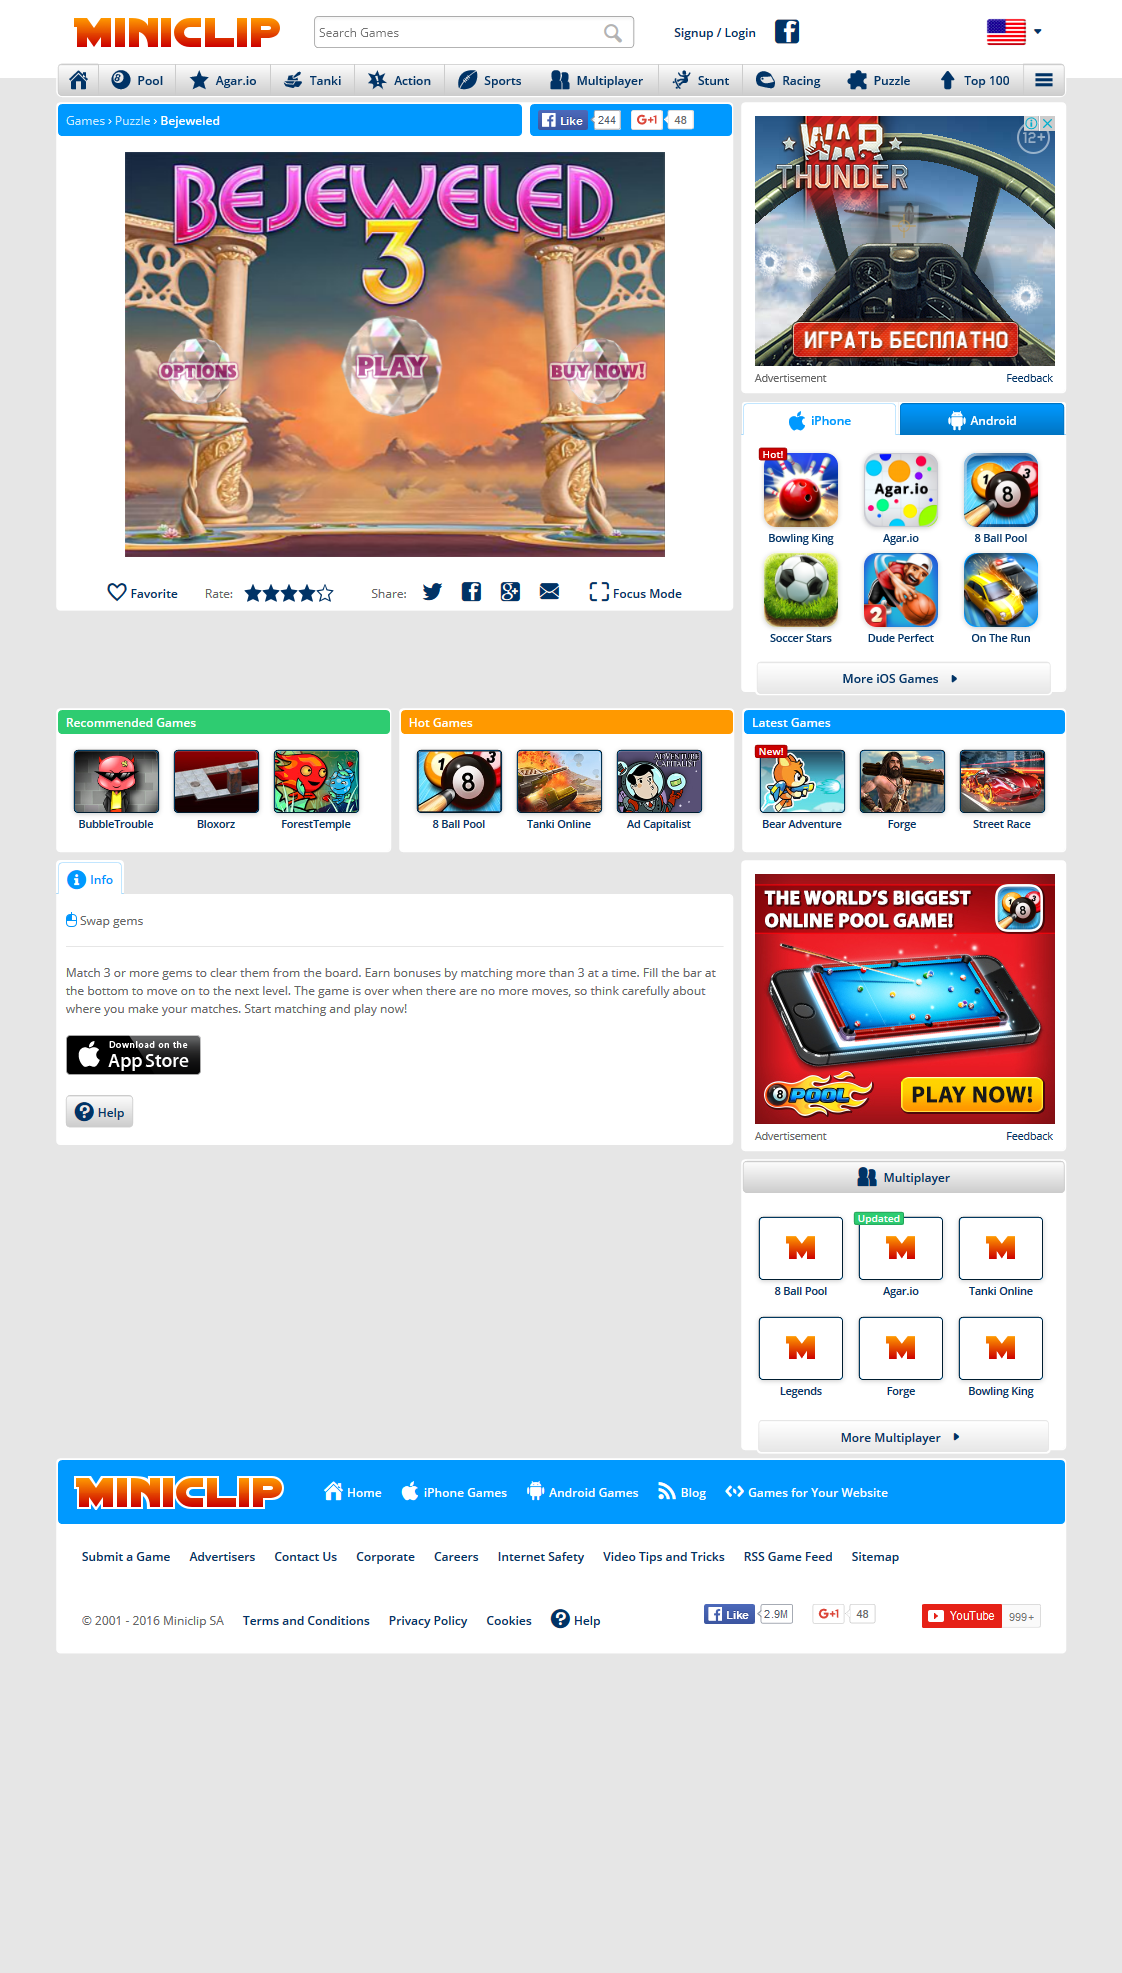 MINICLIP
Search Games
Signup / Login
Pool
Agar.io
Tanki
Action
Sports
Multiplayer
Stunt
Racing
Puzzle
Top 100
Games › Puzzle › Bejeweled
Like
244
G+1
48
BEJEWELED
3
OPTIONS
PLAY
BUY NOW!
Favorite
Rate:
Share:
Focus Mode
WAR
THUNDER
12+
ИГРАТЬ БЕСПЛАТНО
Advertisement
Feedback
iPhone
Android
Hot!
Agar.io
1
8
3
Bowling King
Agar.io
8 Ball Pool
2
Soccer Stars
Dude Perfect
On The Run
More iOS Games
Recommended Games
BubbleTrouble
Bloxorz
ForestTemple
Hot Games
1
8
3
ADVENTURE
CAPITALIST
8 Ball Pool
Tanki Online
Ad Capitalist
Latest Games
New!
Bear Adventure
Forge
Street Race
Info
Swap gems
Match 3 or more gems to clear them from the board. Earn bonuses by matching more than 3 at a time. Fill the bar at
the bottom to move on to the next level. The game is over when there are no more moves, so think carefully about
where you make your matches. Start matching and play now!
Download on the
App Store
Help
THE WORLD'S BIGGEST
ONLINE POOL GAME!
8 POOL
PLAY NOW!
Advertisement
Feedback
Multiplayer
Updated
M
M
M
8 Ball Pool
Agar.io
Tanki Online
M
M
M
Legends
Forge
Bowling King
More Multiplayer
MINICLIP
Home
iPhone Games
Android Games
Blog
Games for Your Website
Submit a Game
Advertisers
Contact Us
Corporate
Careers
Internet Safety
Video Tips and Tricks
RSS Game Feed
Sitemap
© 2001 - 2016 Miniclip SA
Terms and Conditions
Privacy Policy
Cookies
Help
Like
2.9M
G+1
48
YouTube
999+